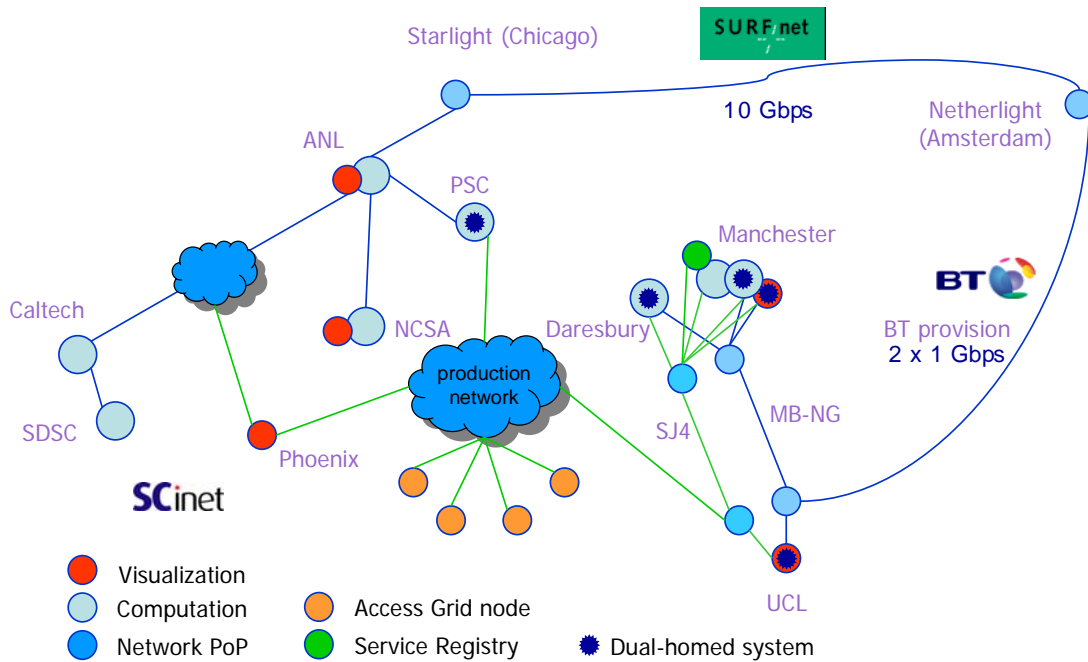 Starlight (Chicago)
SURFnet
10 Gbps
Netherlight
(Amsterdam)
ANL
PSC
Manchester
BT
Caltech
NCSA
Daresbury
BT provision
2 x 1 Gbps
production
network
SDSC
SJ4
MB-NG
Phoenix
SCinet
Visualization
Computation
Access Grid node
UCL
Network PoP
Service Registry
Dual-homed system